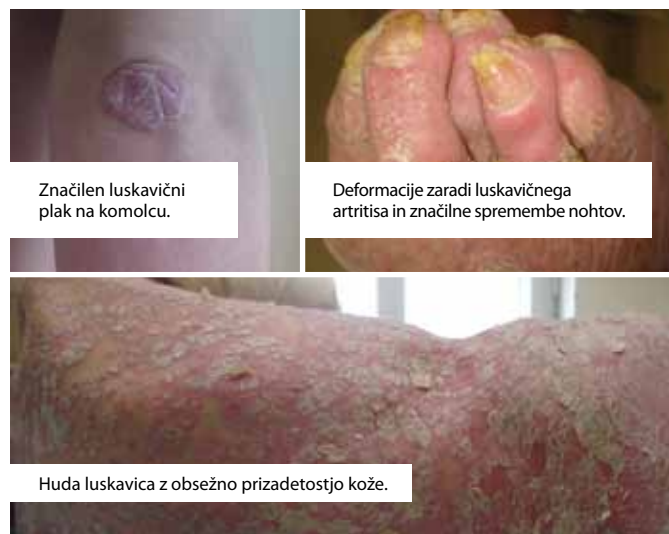 Značilen luskavični
plak na komolcu.
Deformacije zaradi luskavičnega
artritisa in značilne spremembe nohtov.
Huda luskavica z obsežno prizadetostjo kože.